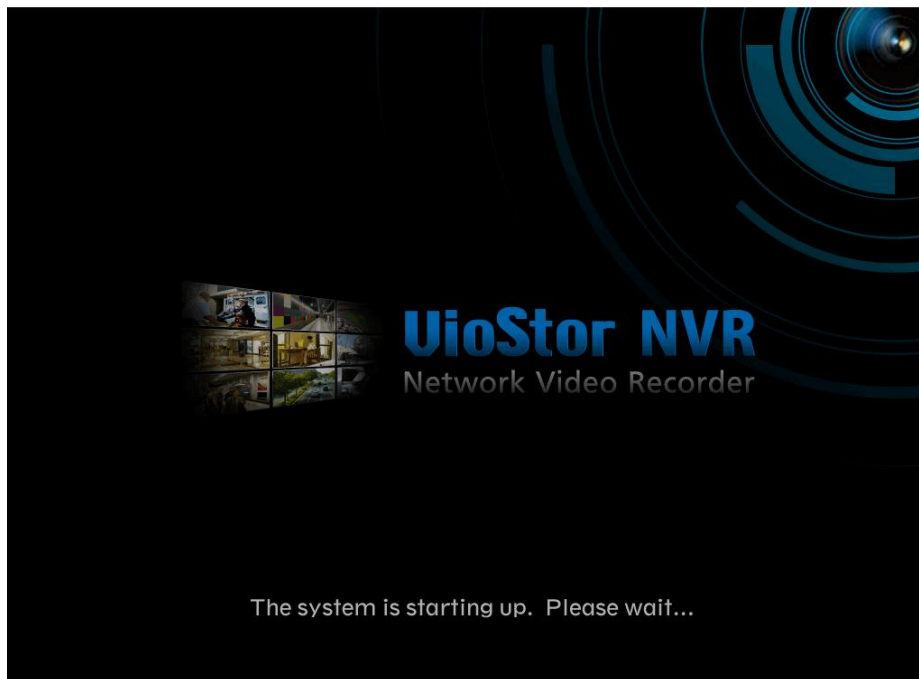 VioStor NVR
Network Video Recorder
The system is starting up. Please wait...